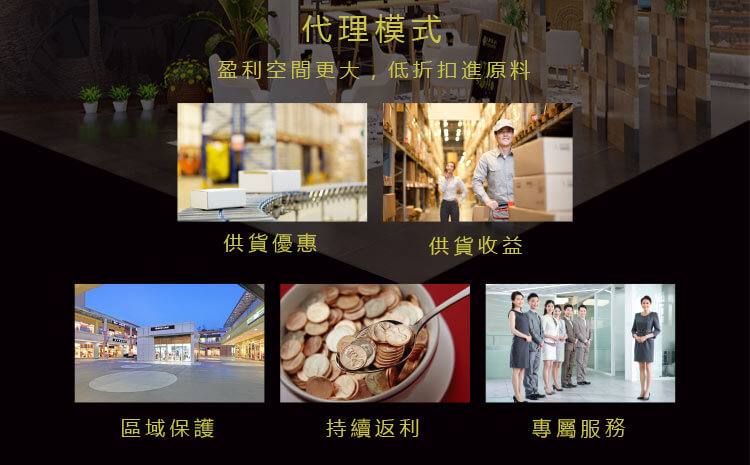 代理模式
盈利空間更大，低折扣進原料
供貨優惠
供貨收益
區域保護
持續返利
專屬服務